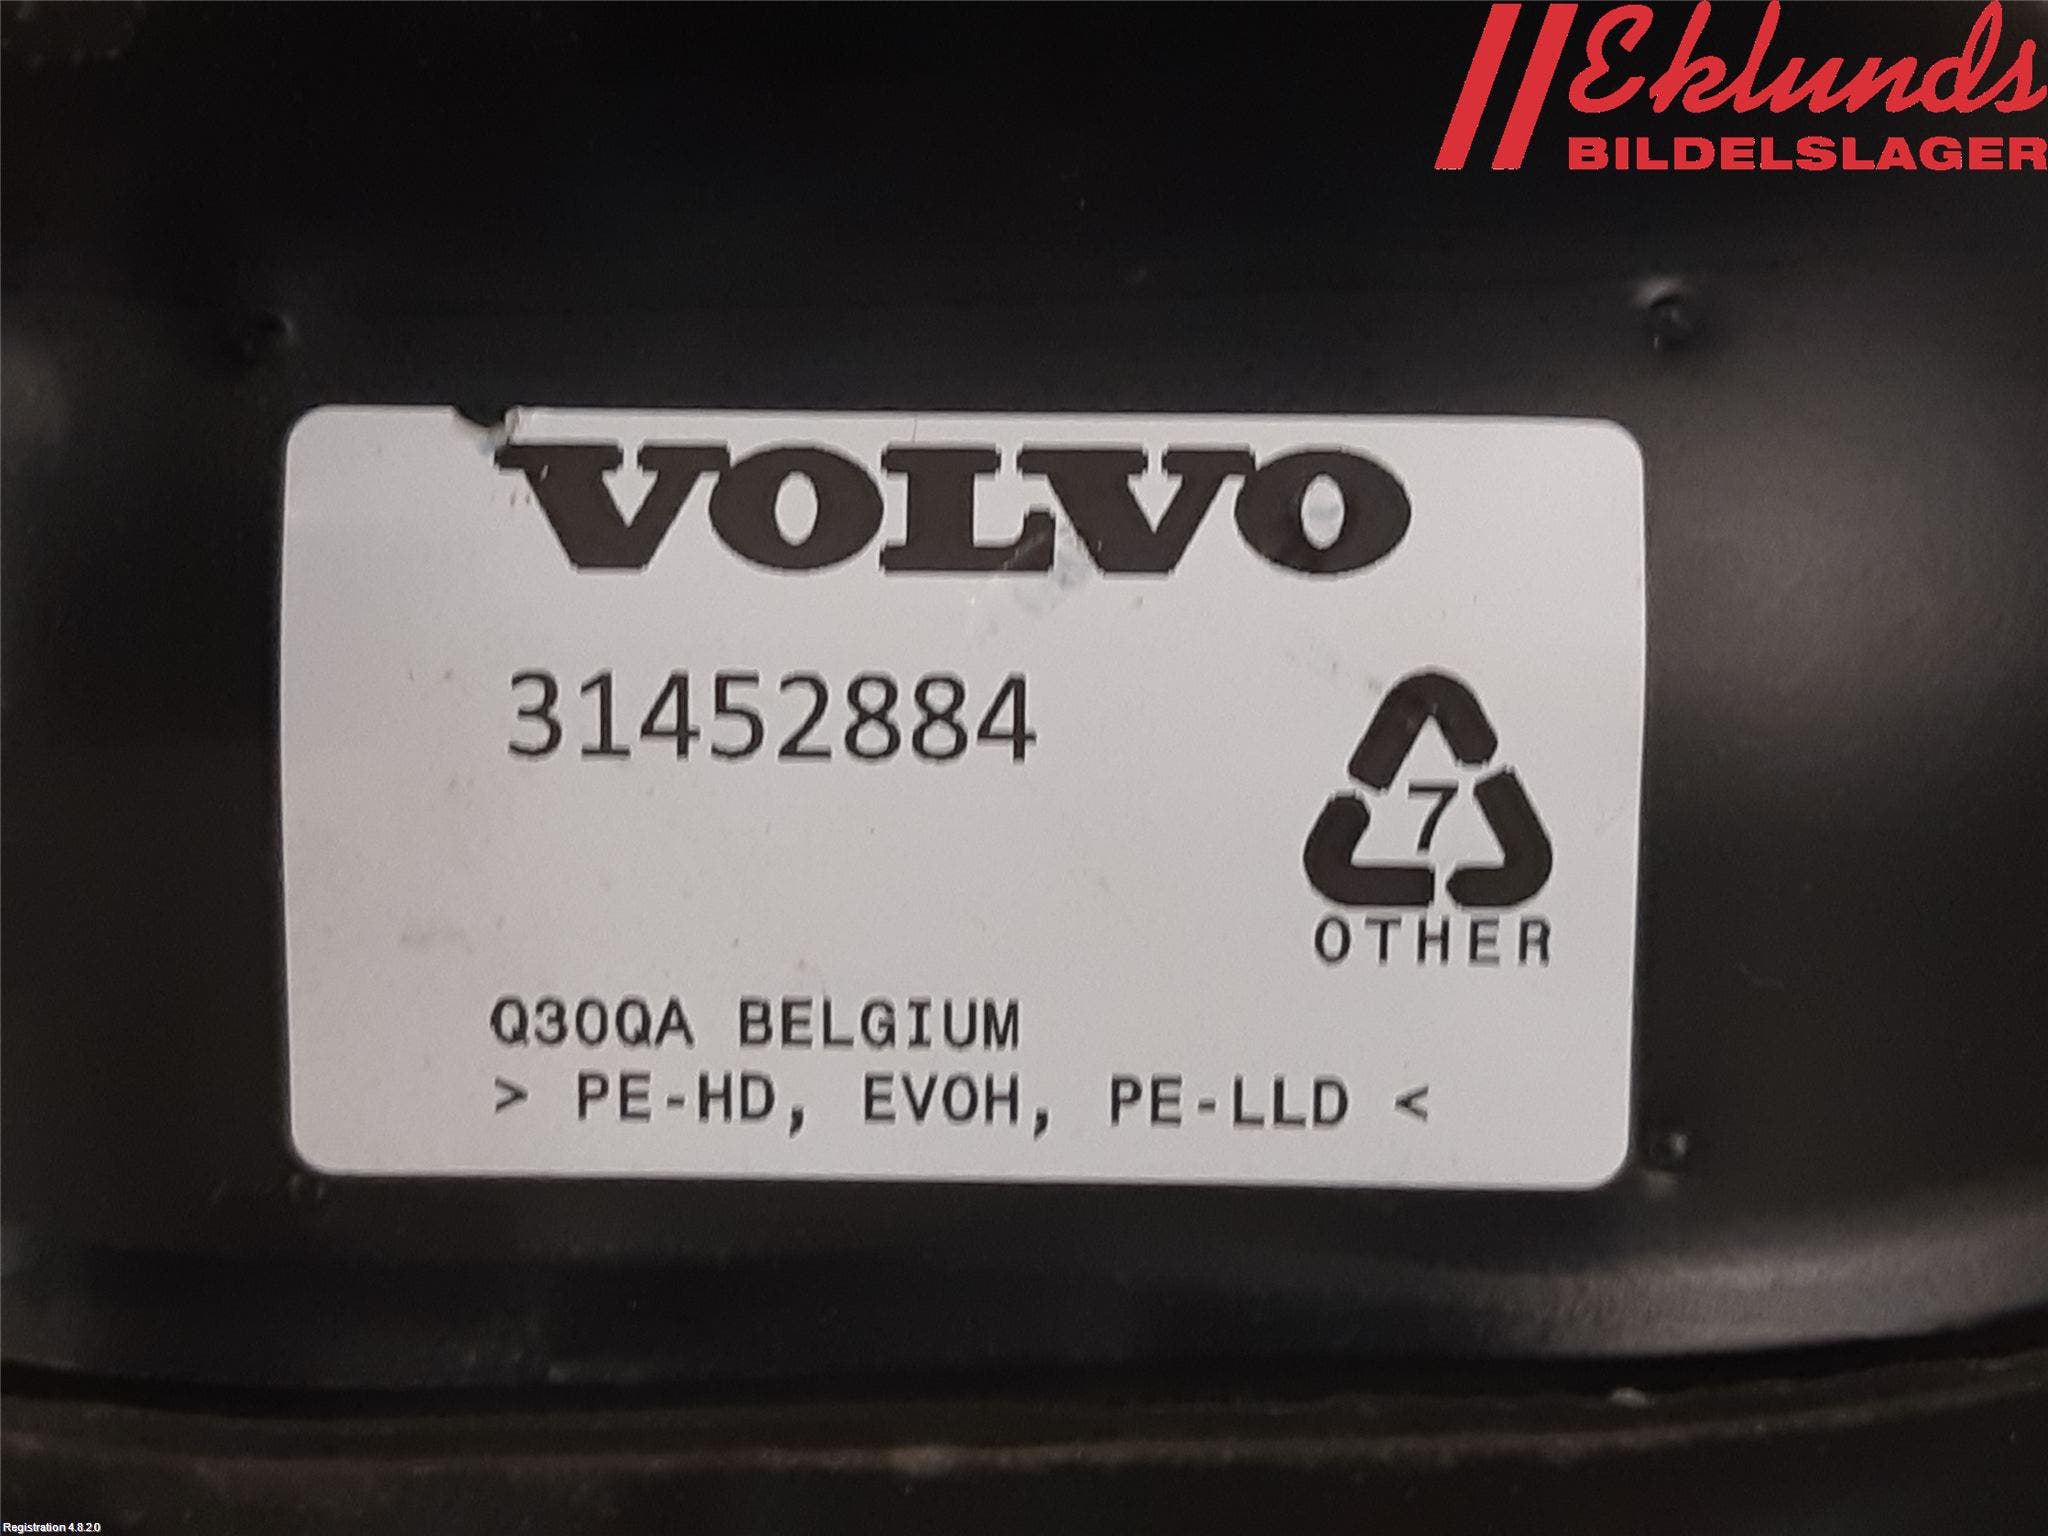 Eklunds
BILDELSLAGER
VOLVO
31452884
7
OTHER
Q30QA BELGIUM
> PE-HD, EVOH, PE-LLD <
Registration 4.8.2.0